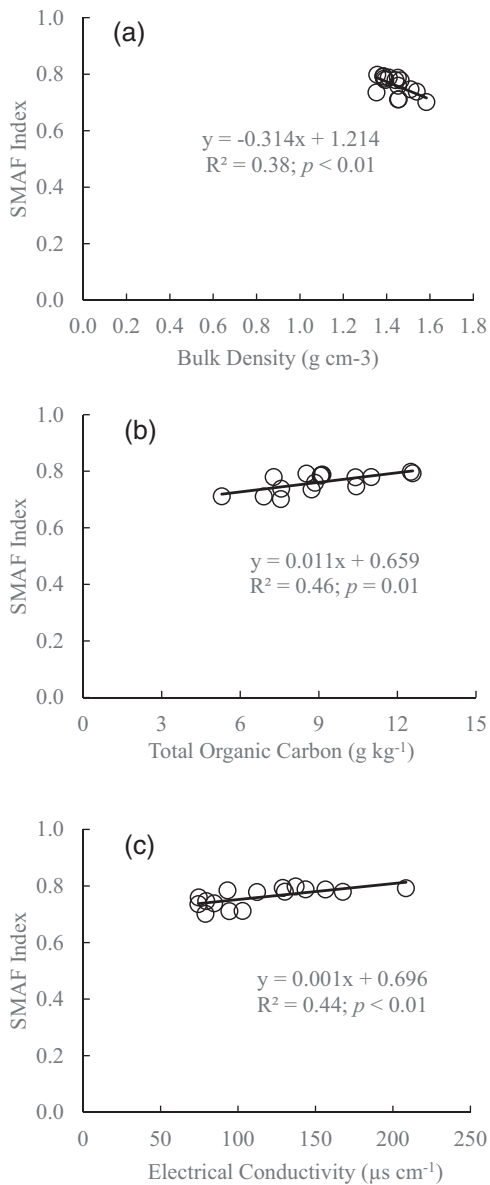 (a)
1.0
0.8
0.6
0.4
0.2
0.0
SMAF Index
y = -0.314x + 1.214
R² = 0.38; p < 0.01
0.0 0.2 0.4 0.6 0.8 1.0 1.2 1.4 1.6 1.8
Bulk Density (g cm-3)
(b)
1.0
0.8
0.6
0.4
0.2
0.0
SMAF Index
y = 0.011x + 0.659
R² = 0.46; p = 0.01
0 3 6 9 12 15
Total Organic Carbon (g kg⁻¹)
(c)
1.0
0.8
0.6
0.4
0.2
0.0
SMAF Index
y = 0.001x + 0.696
R² = 0.44; p < 0.01
0 50 100 150 200 250
Electrical Conductivity (µs cm⁻¹)